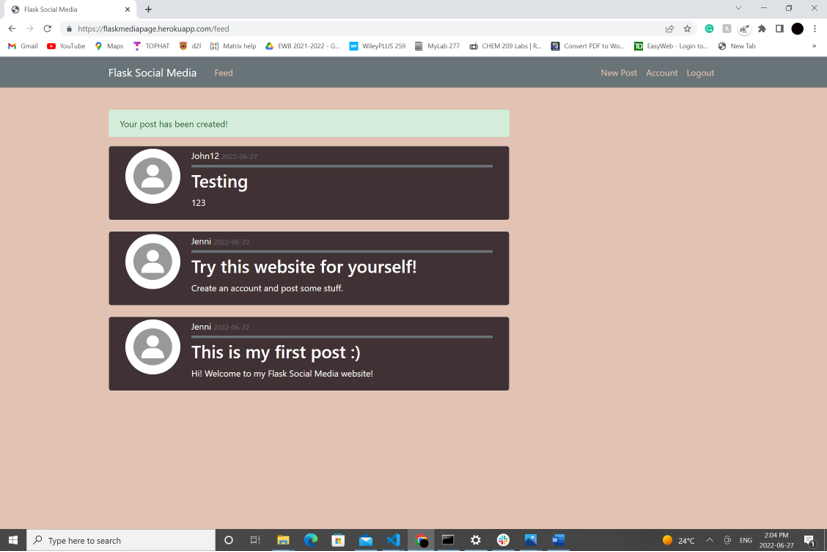 Flask Social Media
https://flaskmediapage.herokuapp.com/feed
Gmail YouTube Maps TOPHAT d2l Matrix help EWB 2021-2022 - G... WileyPLUS 259 MyLab 277 CHEM 209 Labs | R... Convert PDF to Wo... EasyWeb - Login to... New Tab »
Flask Social Media Feed New Post Account Logout
Your post has been created!
John12 2022-06-27
Testing
123
Jenni 2022-06-22
Try this website for yourself!
Create an account and post some stuff.
Jenni 2022-06-22
This is my first post :)
Hi! Welcome to my Flask Social Media website!
Type here to search 24°C ENG 2:04 PM
2022-06-27